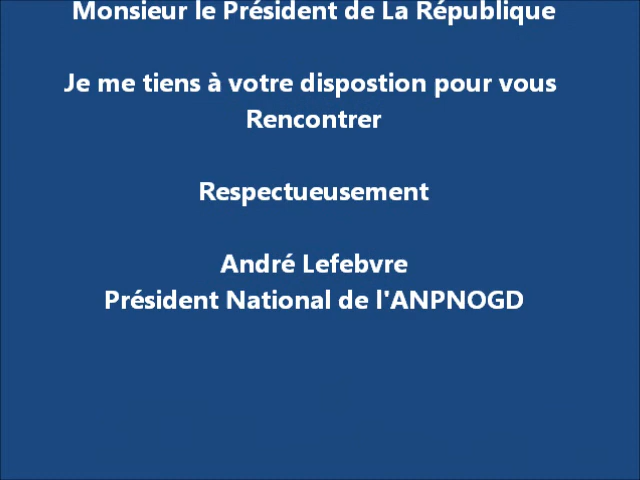 Monsieur le Président de La République
Je me tiens à votre dispostion pour vous
Rencontrer
Respectueusement
André Lefebvre
Président National de l'ANPNOGD